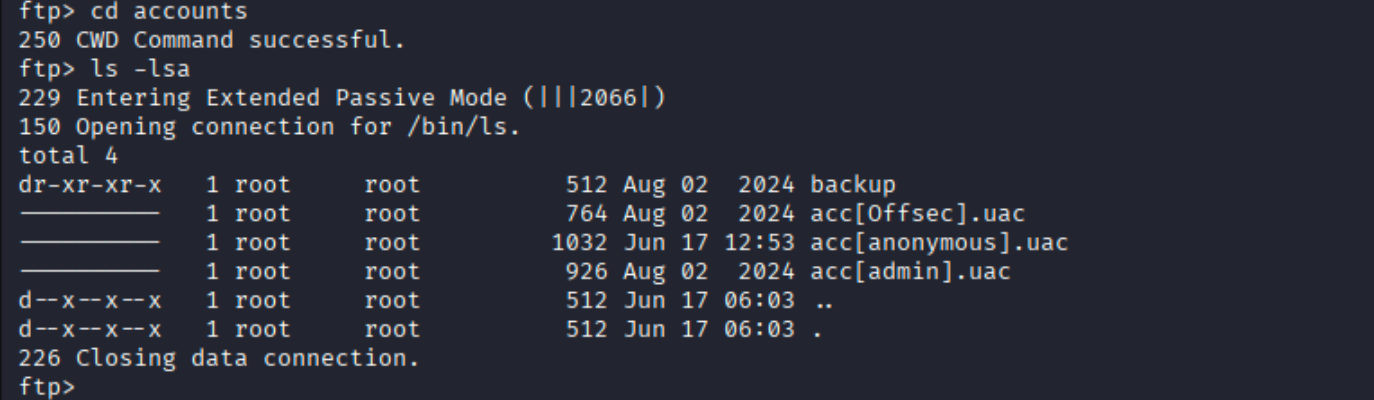 ftp> cd accounts
250 CWD Command successful.
ftp> ls -lsa
229 Entering Extended Passive Mode (|||2066|)
150 Opening connection for /bin/ls.
total 4
dr-xr-xr-x   1 root     root          512 Aug 02  2024 backup
----------   1 root     root          764 Aug 02  2024 acc[Offsec].uac
----------   1 root     root         1032 Jun 17 12:53 acc[anonymous].uac
----------   1 root     root          926 Aug 02  2024 acc[admin].uac
d--x--x--x   1 root     root          512 Jun 17 06:03 ..
d--x--x--x   1 root     root          512 Jun 17 06:03 .
226 Closing data connection.
ftp>